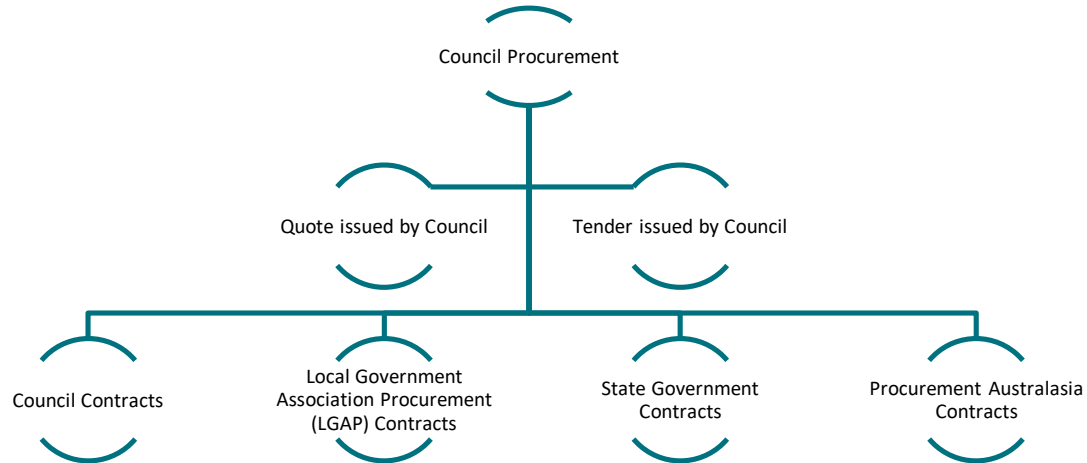 Council Procurement
Quote issued by Council
Tender issued by Council
Council Contracts
Local Government
Association Procurement
(LGAP) Contracts
State Government
Contracts
Procurement Australasia
Contracts